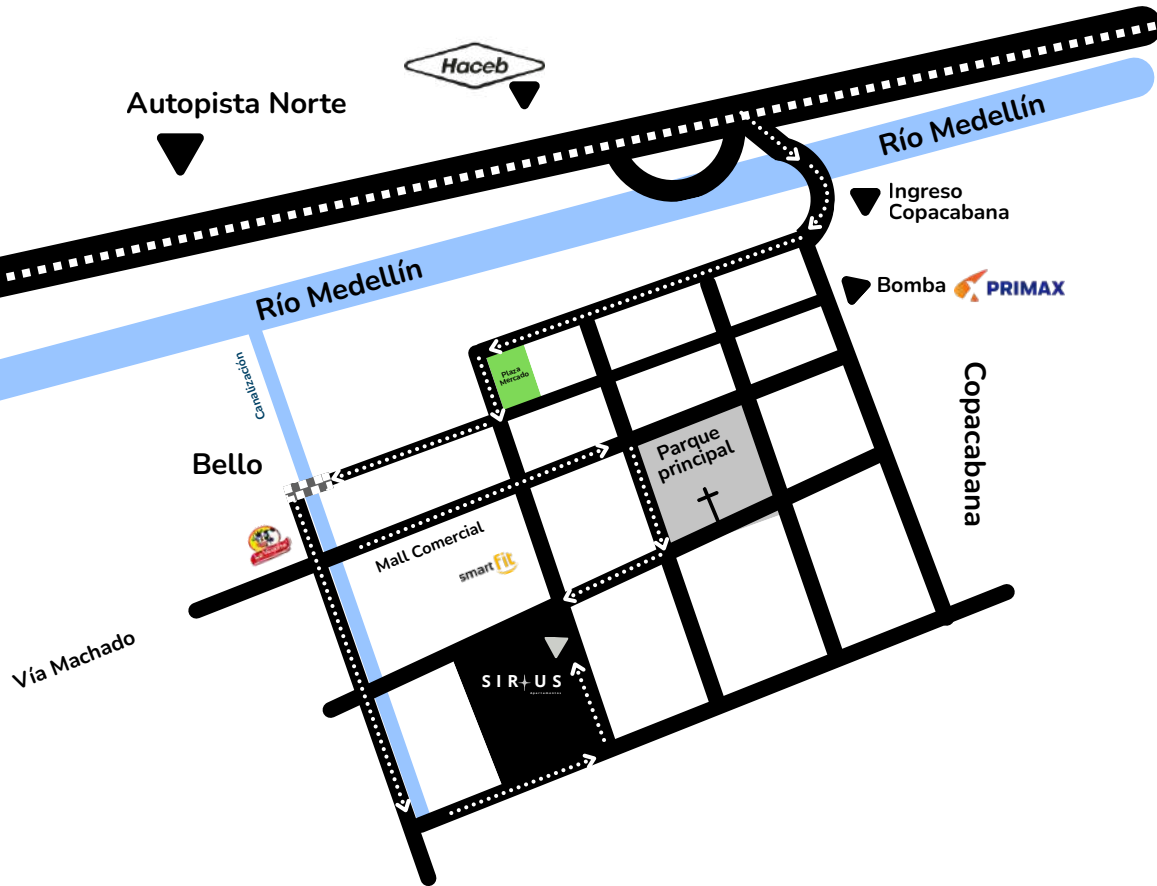 Haceb
Autopista Norte
Río Medellín
Ingreso
Copacabana
Río Medellín
Bomba PRIMAX
Canalización
Plaza
Mercado
Copacabana
Bello
Parque
principal
Mall Comercial
smart fit
Vía Machado
SIRIUS